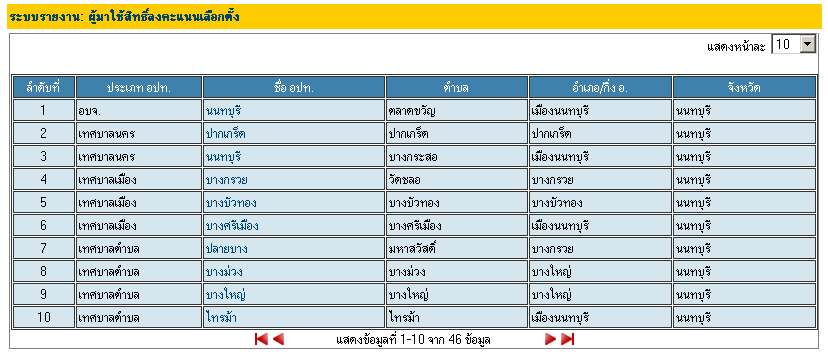 ระบบรายงาน: ผู้มาใช้สิทธิ์ลงคะแนนเลือกตั้ง
แสดงหน้าละ 10
ลำดับที่ ประเภท อปท. ชื่อ อปท. ตำบล อำเภอ/กิ่ง อ. จังหวัด
1 อบจ. นนทบุรี ตลาดขวัญ เมืองนนทบุรี นนทบุรี
2 เทศบาลนคร ปากเกร็ด ปากเกร็ด ปากเกร็ด นนทบุรี
3 เทศบาลนคร นนทบุรี บางกระสอ เมืองนนทบุรี นนทบุรี
4 เทศบาลเมือง บางกรวย วัดชลอ บางกรวย นนทบุรี
5 เทศบาลเมือง บางบัวทอง บางบัวทอง บางบัวทอง นนทบุรี
6 เทศบาลเมือง บางศรีเมือง บางศรีเมือง เมืองนนทบุรี นนทบุรี
7 เทศบาลตำบล ปลายบาง มหาสวัสดิ์ บางกรวย นนทบุรี
8 เทศบาลตำบล บางม่วง บางม่วง บางใหญ่ นนทบุรี
9 เทศบาลตำบล บางใหญ่ บางใหญ่ บางใหญ่ นนทบุรี
10 เทศบาลตำบล ไทรม้า ไทรม้า เมืองนนทบุรี นนทบุรี
แสดงข้อมูลที่ 1-10 จาก 46 ข้อมูล